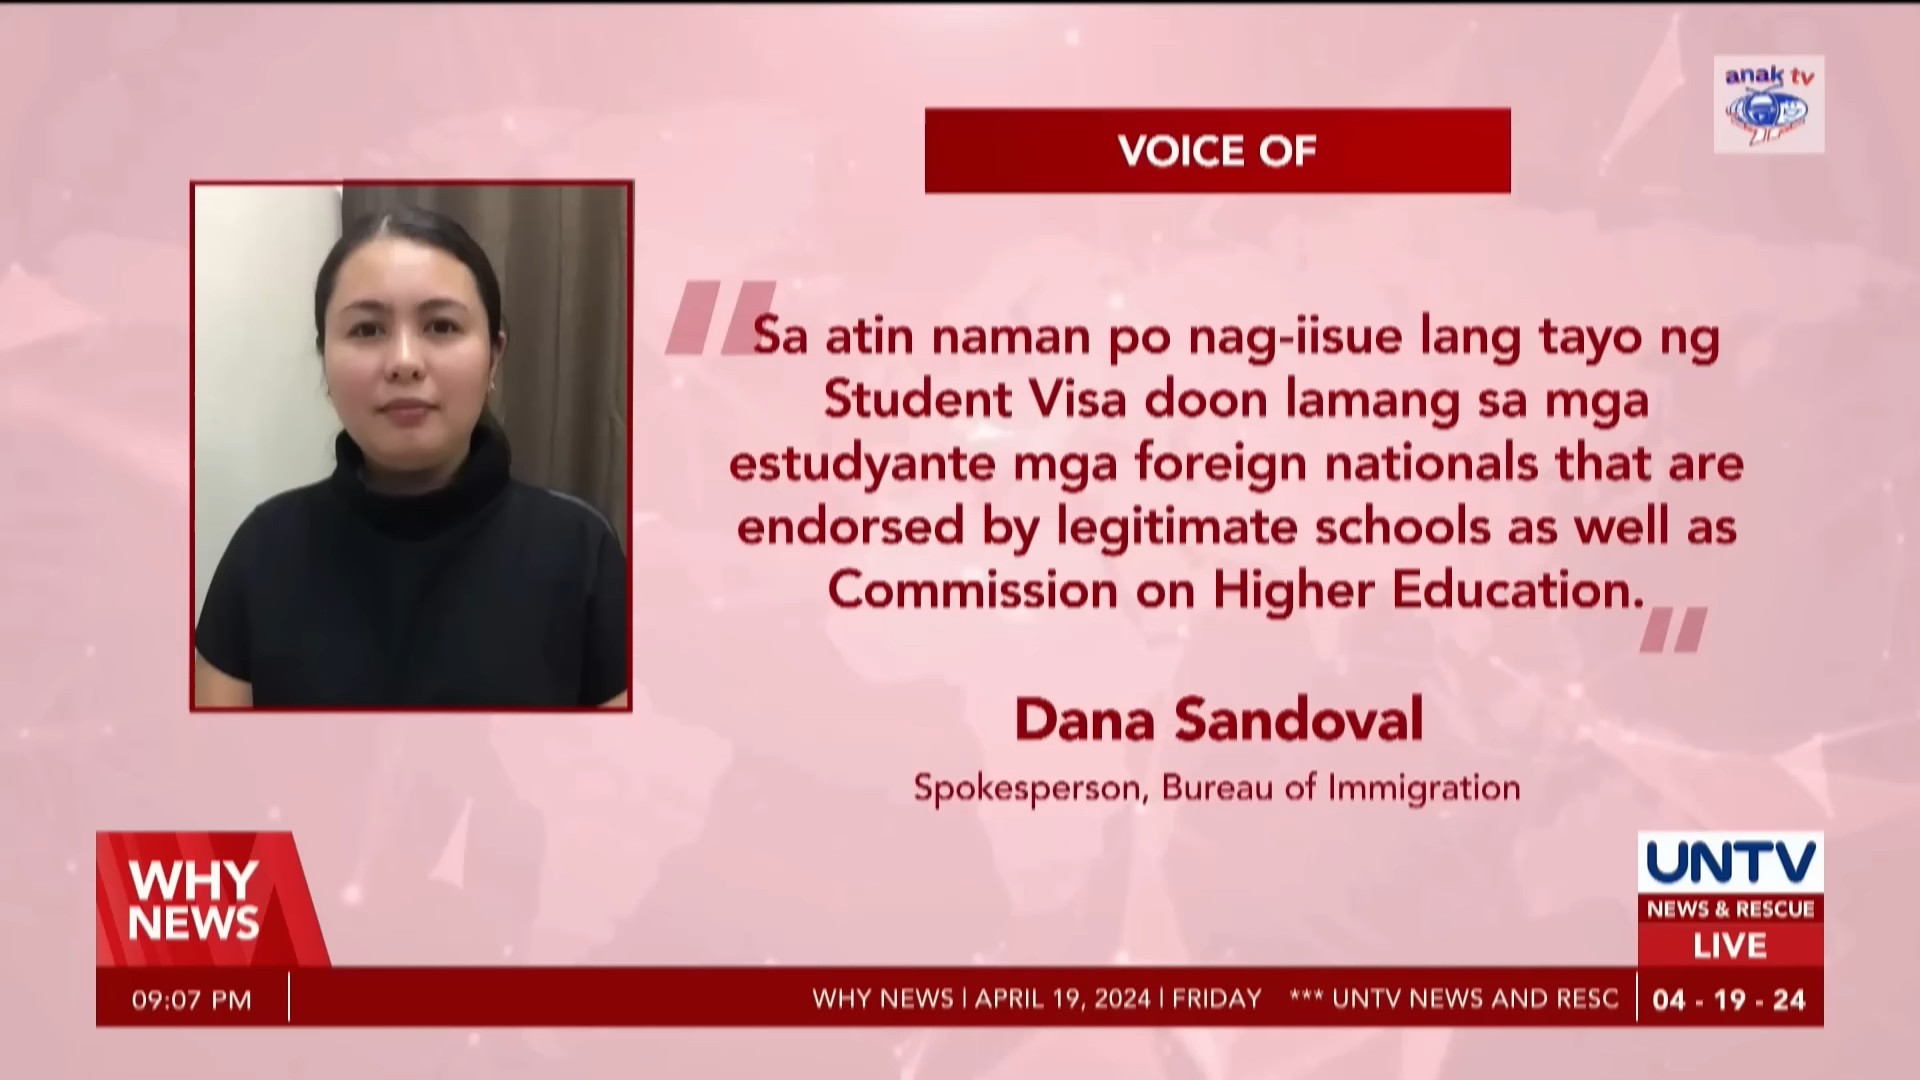 anak tv
VOICE OF
Sa atin naman po nag-iisue lang tayo ng
Student Visa doon lamang sa mga
estudyante mga foreign nationals that are
endorsed by legitimate schools as well as
Commission on Higher Education.
Dana Sandoval
Spokesperson, Bureau of Immigration
WHY
NEWS
UNTV
NEWS & RESCUE
LIVE
09:07 PM
WHY NEWS | APRIL 19, 2024 | FRIDAY *** UNTV NEWS AND RESC
04 - 19 - 24